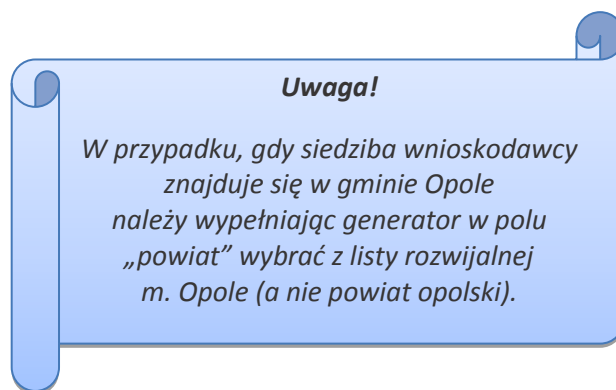 Uwaga!
W przypadku, gdy siedziba wnioskodawcy
znajduje się w gminie Opole
należy wypełniając generator w polu
„powiat” wybrać z listy rozwijalnej
m. Opole (a nie powiat opolski).